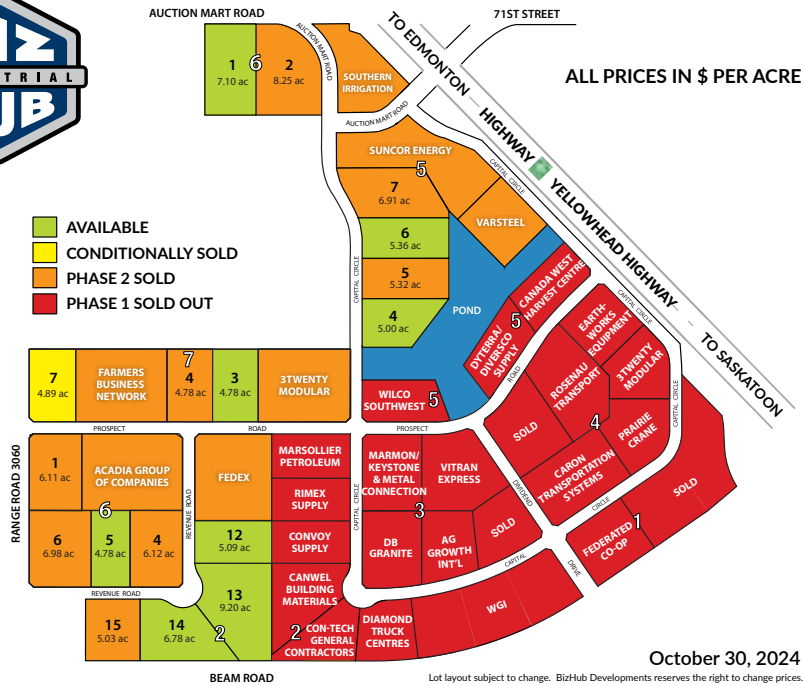 AUCTION MART ROAD
71ST STREET
TO EDMONTON
HIGHWAY
YELLOWHEAD HIGHWAY
TO SASKATOON
ALL PRICES IN $ PER ACRE
TRIAL
UB
AUCTION MART ROAD
1
7.10 ac
6
2
8.25 ac
SOUTHERN
IRRIGATION
AUCTION MART ROAD
CAPITAL CIRCLE
SUNCOR ENERGY
5
7
6.91 ac
VARSTEEL
6
5.36 ac
5
5.32 ac
4
5.00 ac
CAPITAL CIRCLE
POND
CANADA WEST
HARVEST CENTRE
5
DYTERRA/
DIVERSCO
SUPPLY
WILCO
SOUTHWEST
5
ROAD
AVAILABLE
CONDITIONALLY SOLD
PHASE 2 SOLD
PHASE 1 SOLD OUT
7
4.89 ac
FARMERS
BUSINESS
NETWORK
7
4
4.78 ac
3
4.78 ac
3TWENTY
MODULAR
PROSPECT
ROAD
PROSPECT
CAPITAL CIRCLE
EARTH-
WORKS
EQUIPMENT
3TWENTY
MODULAR
ROSENAU
TRANSPORT
CAPITAL CIRCLE
SOLD
4
PRAIRIE
CRANE
CARON
TRANSPORTATION
SYSTEMS
DIVIDEND
CIRCLE
SOLD
FEDERATED
CO-OP
1
RANGE ROAD 3060
1
6.11 ac
ACADIA GROUP
OF COMPANIES
6
6
6.98 ac
5
4.78 ac
4
6.12 ac
REVENUE ROAD
REVENUE ROAD
FEDEX
MARSOLLIER
PETROLEUM
RIMEX
SUPPLY
CONVOY
SUPPLY
CANWEL
BUILDING
MATERIALS
CAPITAL CIRCLE
MARMON/
KEYSTONE
& METAL
CONNECTION
VITRAN
EXPRESS
3
DB
GRANITE
AG
GROWTH
INT'L
SOLD
12
5.09 ac
13
9.20 ac
15
5.03 ac
14
6.78 ac
2
2
CON-TECH
GENERAL
CONTRACTORS
DIAMOND
TRUCK
CENTRES
WGI
CAPITAL
DRIVE
BEAM ROAD
October 30, 2024
Lot layout subject to change. BizHub Developments reserves the right to change prices.